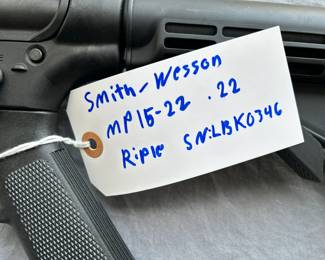 Smith-Wesson
MP15-22 .22
Rifle SN:LBK0346